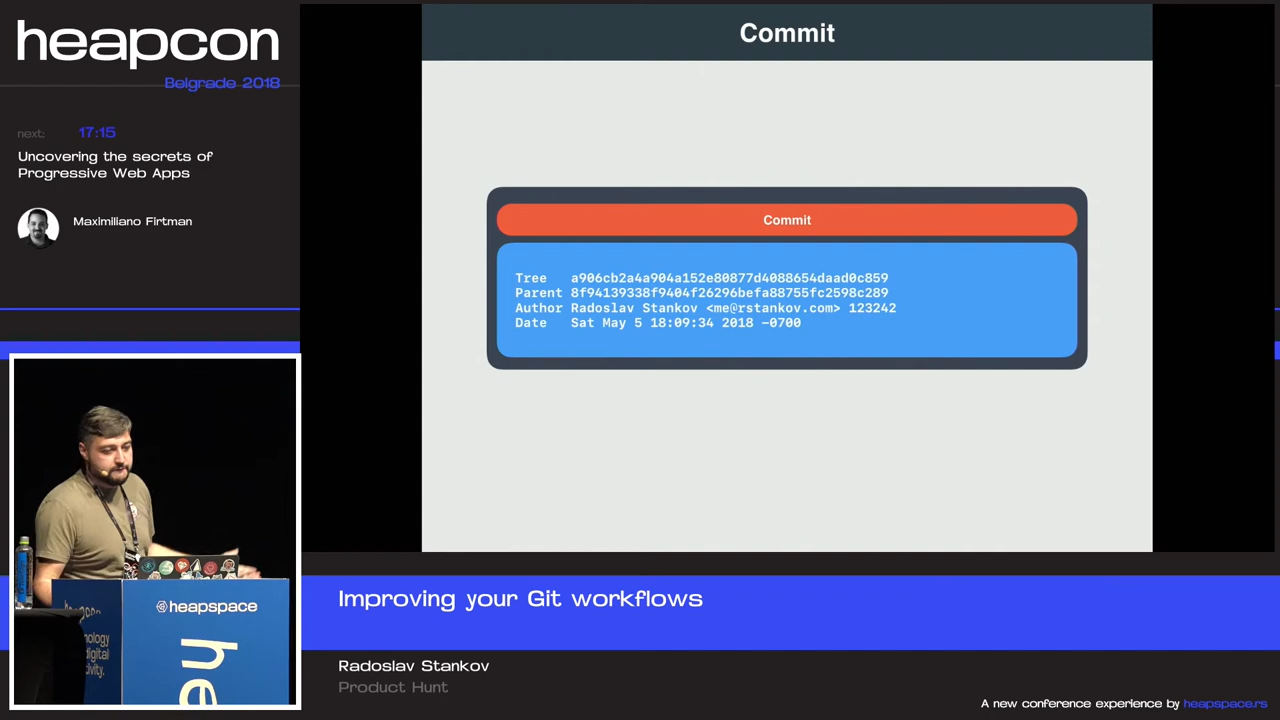 heapcon
Belgrade 2018
next: 17:15
Uncovering the secrets of
Progressive Web Apps
Maximiliano Firtman
Commit
Commit
Tree a906cb2a4a904a152e80877d4088654daad0c859
Parent 8f94139338f9404f26296befa88755fc2598c289
Author Radoslav Stankov <me@rstankov.com> 123242
Date Sat May 5 18:09:34 2018 -0700
heapspace
he
Improving your Git workflows
Radoslav Stankov
Product Hunt
A new conference experience by heapspace.rs